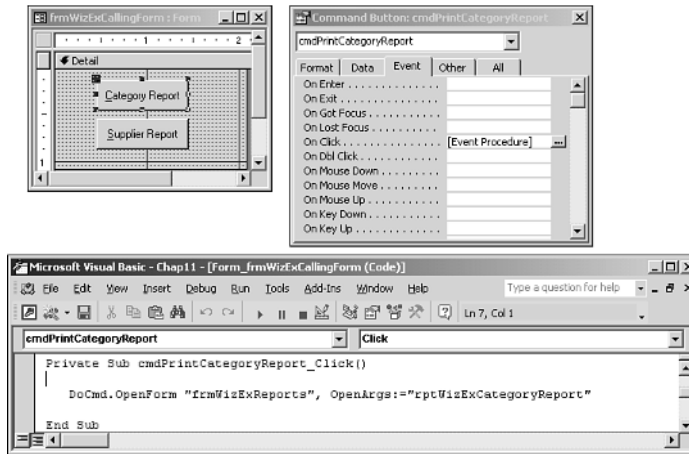 frmWizExCallingForm : Form
1 2
Detail
Category Report
Supplier Report
1
Command Button: cmdPrintCategoryReport
cmdPrintCategoryReport
Format Data Event Other All
On Enter . . . . . . . . . . . . . .
On Exit . . . . . . . . . . . . . . .
On Got Focus . . . . . . . . . .
On Lost Focus . . . . . . . . .
On Click . . . . . . . . . . . . . . [Event Procedure] ...
On Dbl Click . . . . . . . . . . .
On Mouse Down . . . . . . . .
On Mouse Move . . . . . . . .
On Mouse Up . . . . . . . . . .
On Key Down . . . . . . . . . .
On Key Up . . . . . . . . . . . .
Microsoft Visual Basic - Chap11 - [Form_frmWizExCallingForm (Code)]
File Edit View Insert Debug Run Tools Add-Ins Window Help Type a question for help
Ln 7, Col 1
cmdPrintCategoryReport Click
Private Sub cmdPrintCategoryReport_Click()
DoCmd.OpenForm "frmWizExReports", OpenArgs:="rptWizExCategoryReport"
End Sub